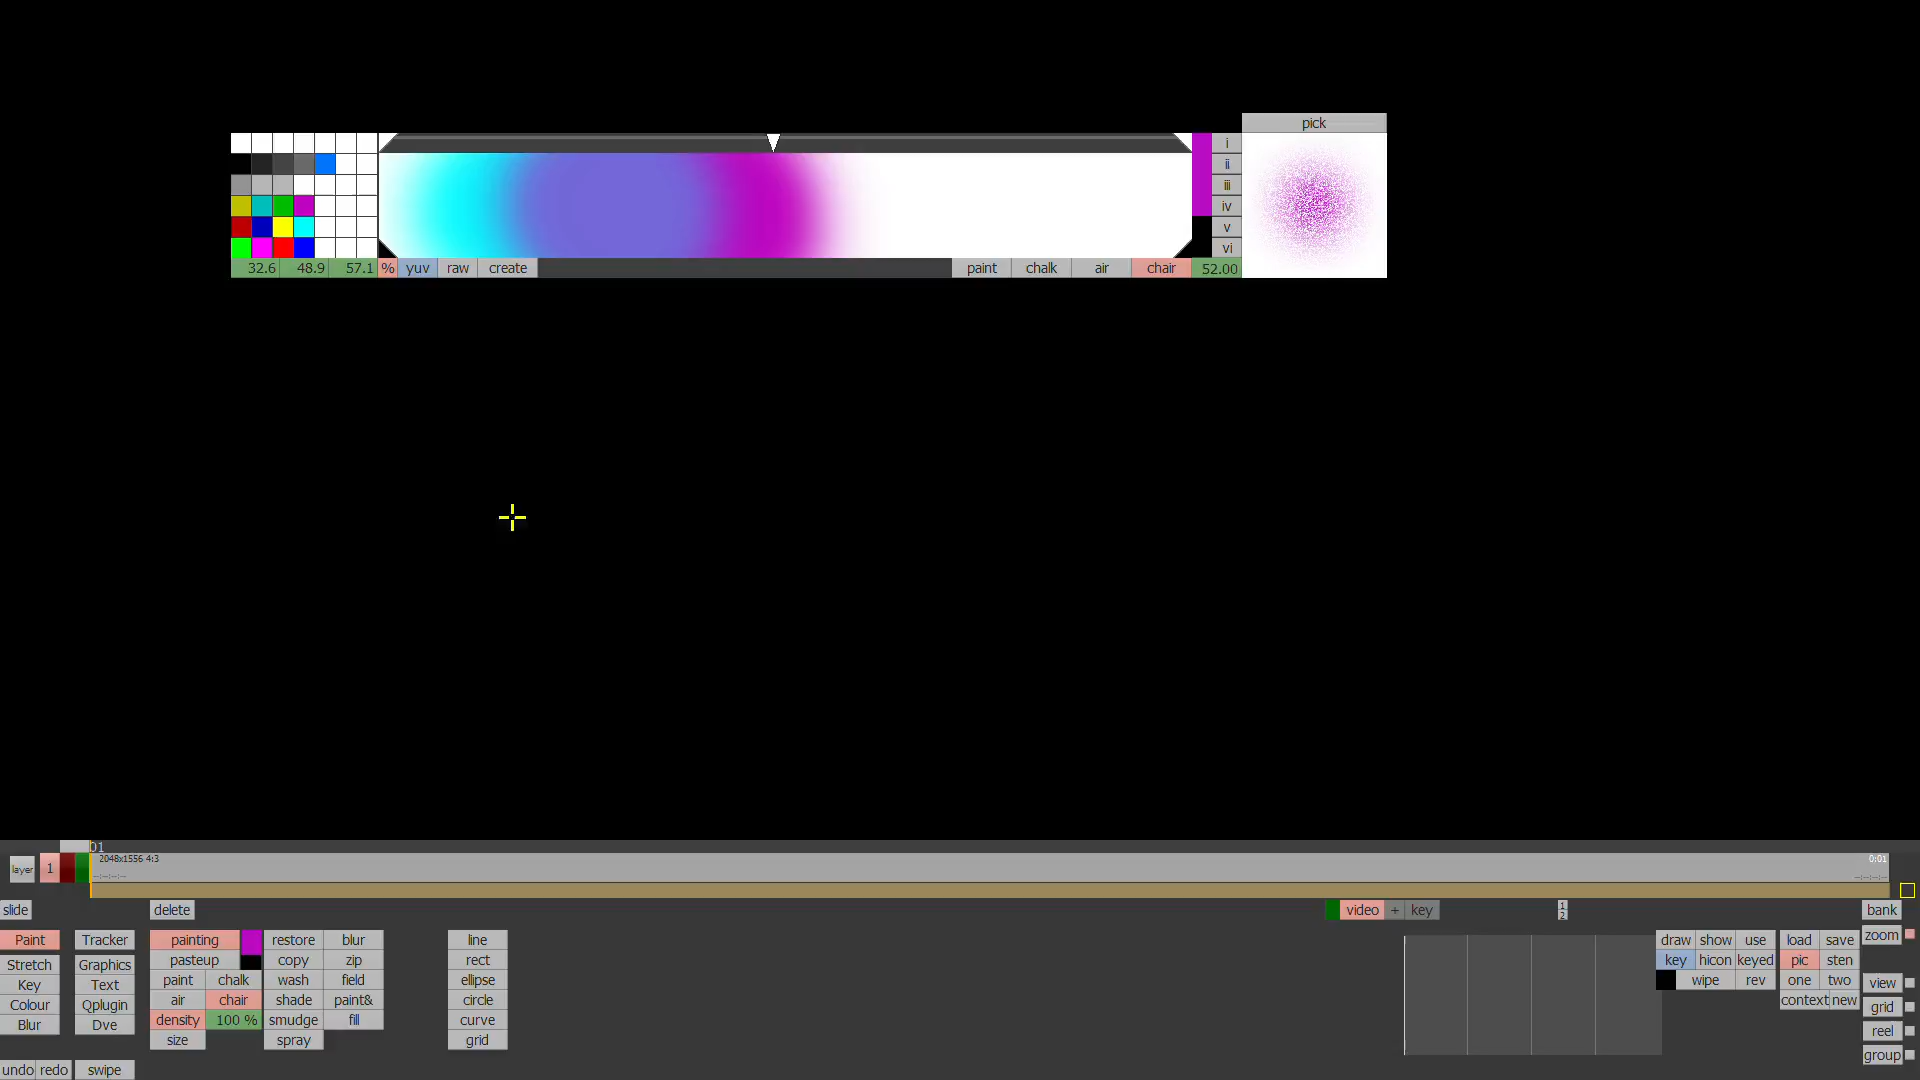 pick
i
ii
iii
iv
v
vi
32.6 48.9 57.1 % yuv raw create paint chalk air chair 52.00
01
2048x1556 4:3 0:01
layer 1
--:--:--:-- --:--:--:--
slide delete video + key 1 2 bank
Paint Tracker painting restore blur line draw show use load save zoom
Stretch Graphics pasteup copy zip rect key hicon keyed pic sten
Key Text paint chalk wash field ellipse wipe rev one two view
Colour Qplugin air chair shade paint& circle context new grid
Blur Dve density 100 % smudge fill curve reel
size spray grid group
undo redo swipe